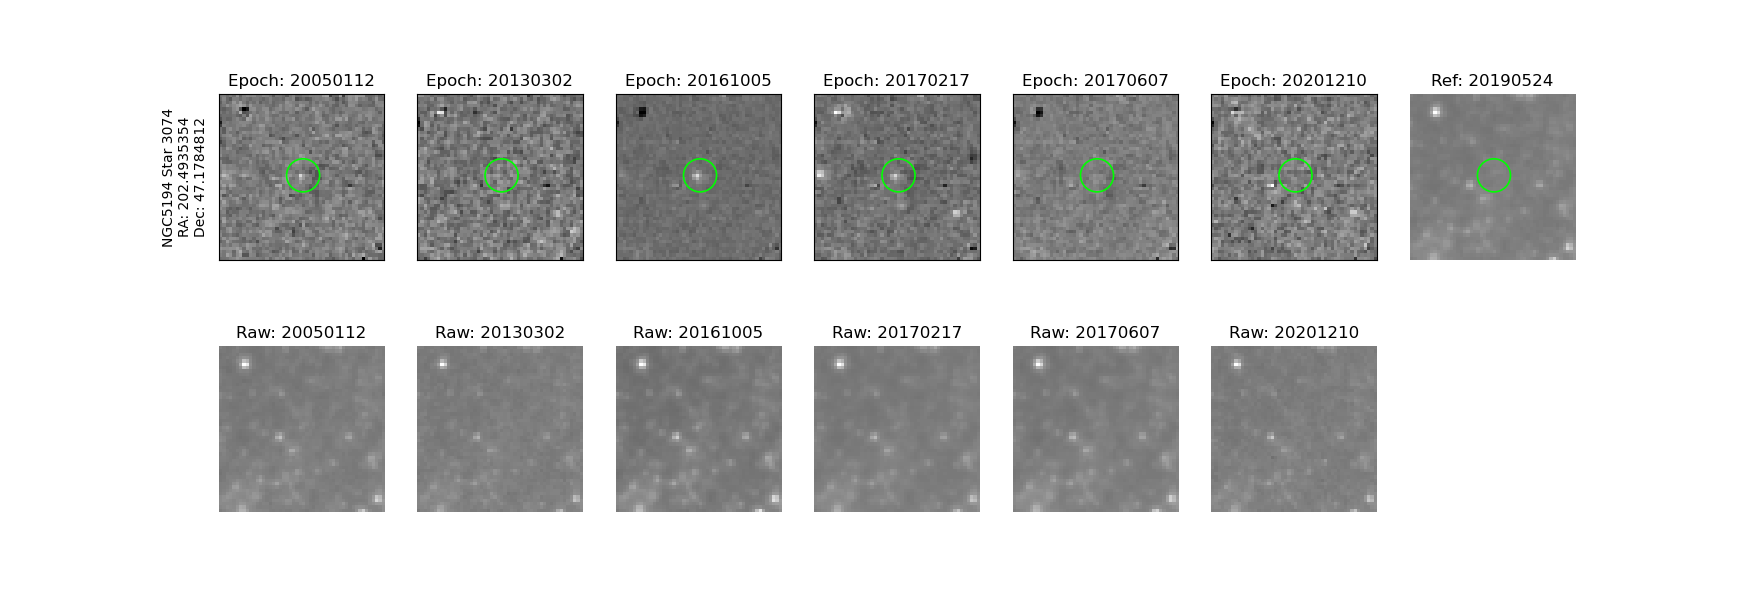 NGC5194 Star 3074
RA: 202.4935354
Dec: 47.1784812
Epoch: 20050112
Epoch: 20130302
Epoch: 20161005
Epoch: 20170217
Epoch: 20170607
Epoch: 20201210
Ref: 20190524
Raw: 20050112
Raw: 20130302
Raw: 20161005
Raw: 20170217
Raw: 20170607
Raw: 20201210